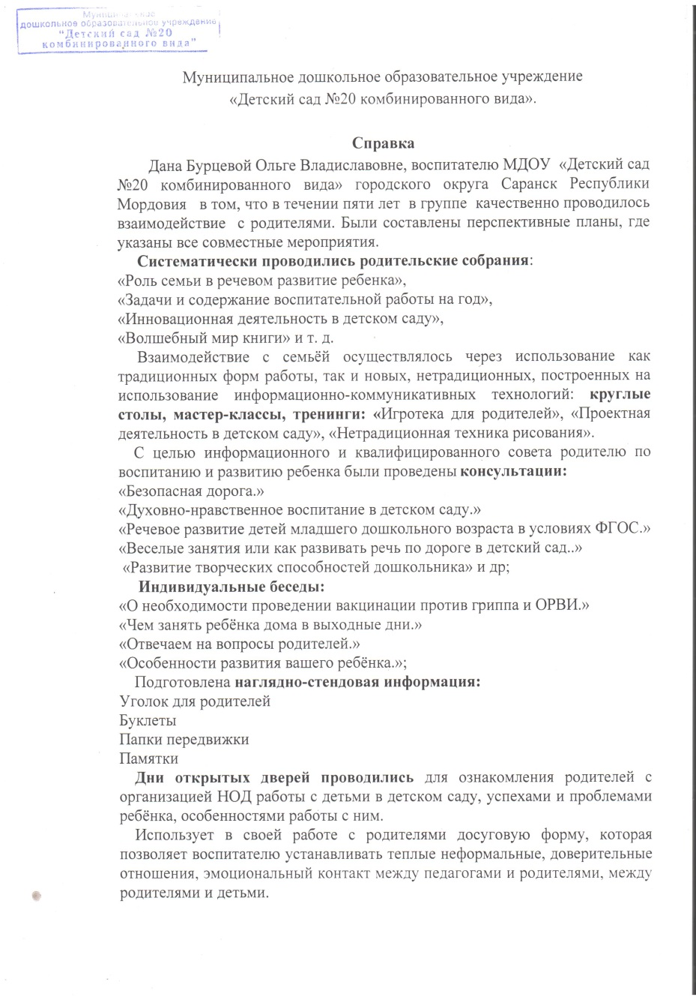 Муниципальное
дошкольное образовательное учреждение
"Детский сад №20
комбинированного вида"
Муниципальное дошкольное образовательное учреждение
«Детский сад №20 комбинированного вида».
Справка
Дана Бурцевой Ольге Владиславовне, воспитателю МДОУ «Детский сад
№20 комбинированного вида» городского округа Саранск Республики
Мордовия в том, что в течении пяти лет в группе качественно проводилось
взаимодействие с родителями. Были составлены перспективные планы, где
указаны все совместные мероприятия.
Систематически проводились родительские собрания:
«Роль семьи в речевом развитие ребенка»,
«Задачи и содержание воспитательной работы на год»,
«Инновационная деятельность в детском саду»,
«Волшебный мир книги» и т. д.
Взаимодействие с семьёй осуществлялось через использование как
традиционных форм работы, так и новых, нетрадиционных, построенных на
использование информационно-коммуникативных технологий: круглые
столы, мастер-классы, тренинги: «Игротека для родителей», «Проектная
деятельность в детском саду», «Нетрадиционная техника рисования».
С целью информационного и квалифицированного совета родителю по
воспитанию и развитию ребенка были проведены консультации:
«Безопасная дорога.»
«Духовно-нравственное воспитание в детском саду.»
«Речевое развитие детей младшего дошкольного возраста в условиях ФГОС.»
«Веселые занятия или как развивать речь по дороге в детский сад..»
«Развитие творческих способностей дошкольника» и др;
Индивидуальные беседы:
«О необходимости проведении вакцинации против гриппа и ОРВИ.»
«Чем занять ребёнка дома в выходные дни.»
«Отвечаем на вопросы родителей.»
«Особенности развития вашего ребёнка.»;
Подготовлена наглядно-стендовая информация:
Уголок для родителей
Буклеты
Папки передвижки
Памятки
Дни открытых дверей проводились для ознакомления родителей с
организацией НОД работы с детьми в детском саду, успехами и проблемами
ребёнка, особенностями работы с ним.
Использует в своей работе с родителями досуговую форму, которая
позволяет воспитателю устанавливать теплые неформальные, доверительные
отношения, эмоциональный контакт между педагогами и родителями, между
родителями и детьми.